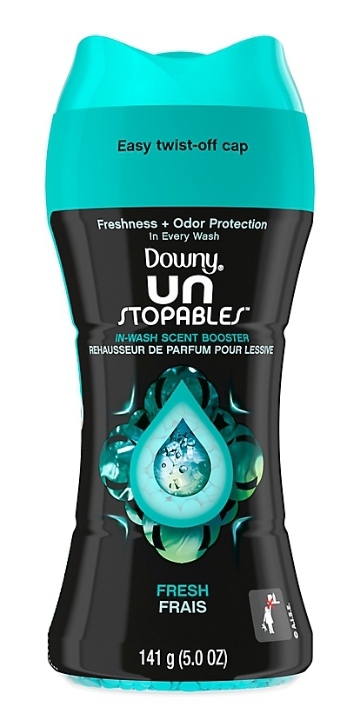 Easy twist-off cap
Freshness + Odor Protection
In Every Wash
Downy®
UN
STOPABLES™
IN-WASH SCENT BOOSTER
REHAUSSEUR DE PARFUM POUR LESSIVE
FRESH
FRAIS
© A.I.S.E.
141 g (5.0 OZ)